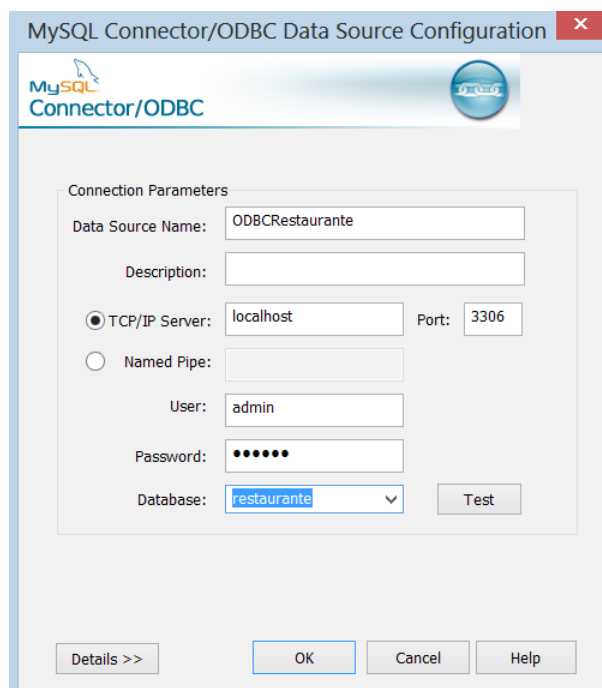 MySQL Connector/ODBC Data Source Configuration
MySQL
Connector/ODBC
Connection Parameters
Data Source Name: ODBCRestaurante
Description:
TCP/IP Server: localhost Port: 3306
Named Pipe:
User: admin
Password: ••••••
Database: restaurante Test
Details >> OK Cancel Help